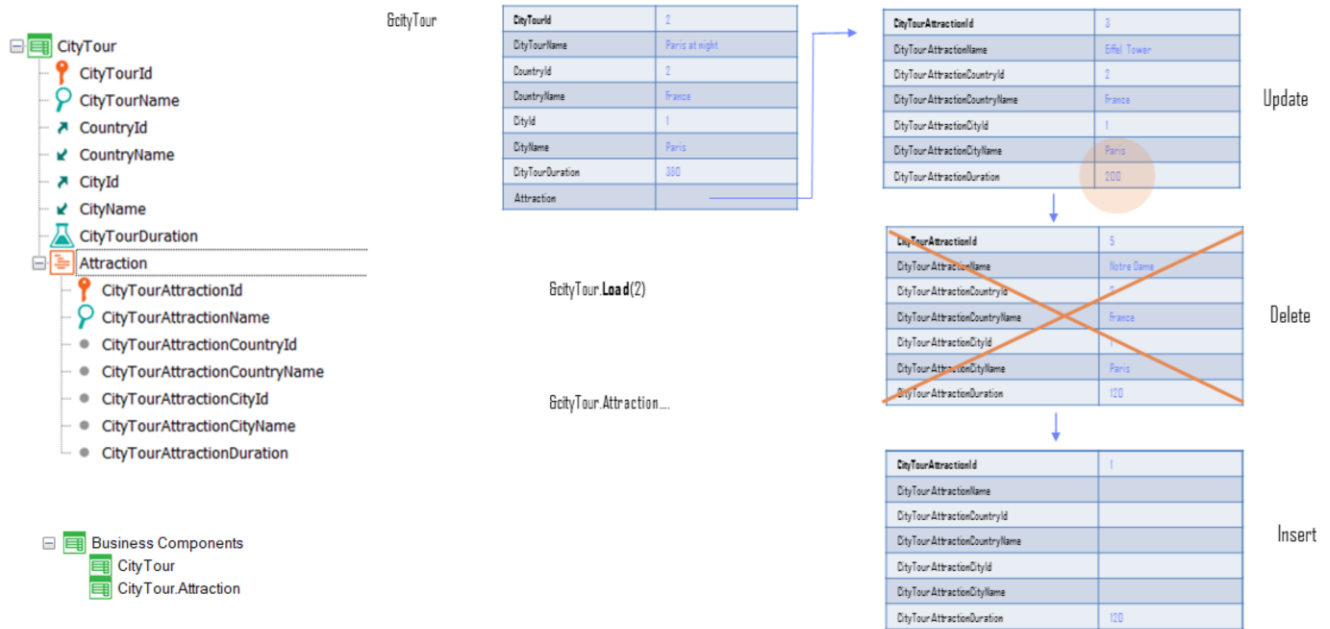 CityTour
CityTourId
CityTourName
CountryId
CountryName
CityId
CityName
CityTourDuration
Attraction
CityTourAttractionId
CityTourAttractionName
CityTourAttractionCountryId
CityTourAttractionCountryName
CityTourAttractionCityId
CityTourAttractionCityName
CityTourAttractionDuration
Business Components
CityTour
CityTour.Attraction
&cityTour
CityTourId 2
CityTourName Paris at night
CountryId 2
CountryName France
CityId 1
CityName Paris
CityTourDuration 380
Attraction
&cityTour.Load(2)
&cityTour.Attraction....
CityTourAttractionId 3
CityTourAttractionName Eiffel Tower
CityTourAttractionCountryId 2
CityTourAttractionCountryName France
CityTourAttractionCityId 1
CityTourAttractionCityName Paris
CityTourAttractionDuration 200
Update
CityTourAttractionId 5
CityTourAttractionName Notre Dame
CityTourAttractionCountryId
CityTourAttractionCountryName France
CityTourAttractionCityId 1
CityTourAttractionCityName Paris
CityTourAttractionDuration 120
Delete
CityTourAttractionId 1
CityTourAttractionName
CityTourAttractionCountryId
CityTourAttractionCountryName
CityTourAttractionCityId
CityTourAttractionCityName
CityTourAttractionDuration 120
Insert